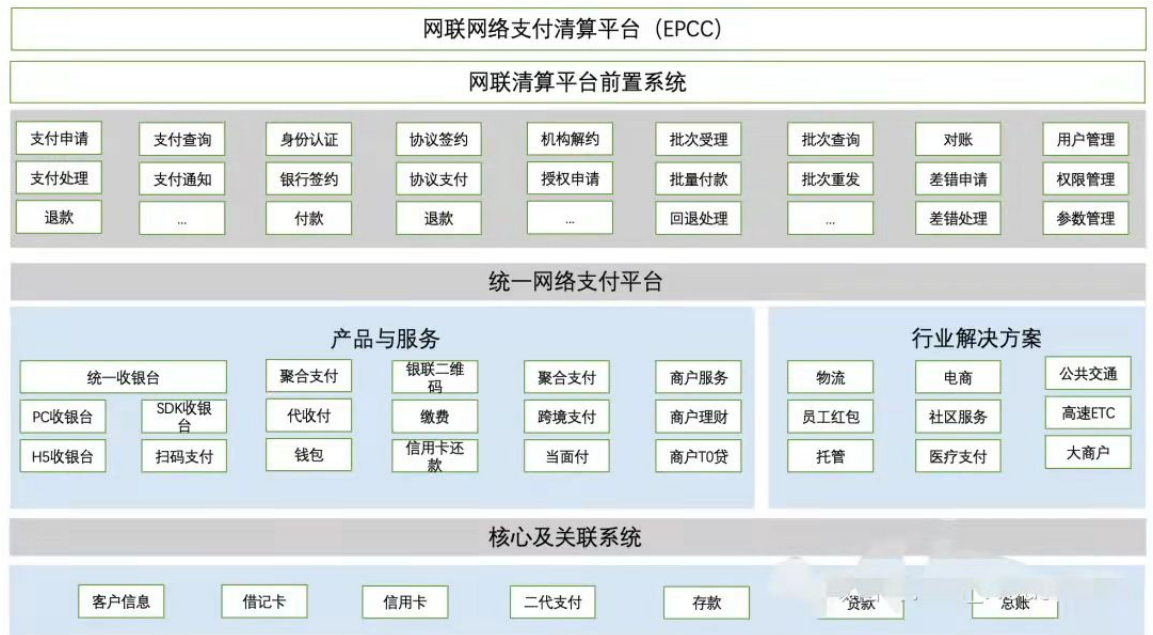 网联网络支付清算平台（EPCC）
网联清算平台前置系统
支付申请 支付查询 身份认证 协议签约 机构解约 批次受理 批次查询 对账 用户管理
支付处理 支付通知 银行签约 协议支付 授权申请 批量付款 批次重发 差错申请 权限管理
退款 ... 付款 退款 ... 回退处理 ... 差错处理 参数管理
统一网络支付平台
产品与服务
统一收银台 聚合支付 银联二维码 聚合支付 商户服务
PC收银台 SDK收银台 代收付 缴费 跨境支付 商户理财
H5收银台 扫码支付 钱包 信用卡还款 当面付 商户T0贷
行业解决方案
物流 电商 公共交通
员工红包 社区服务 高速ETC
托管 医疗支付 大商户
核心及关联系统
客户信息 借记卡 信用卡 二代支付 存款 贷款 总账